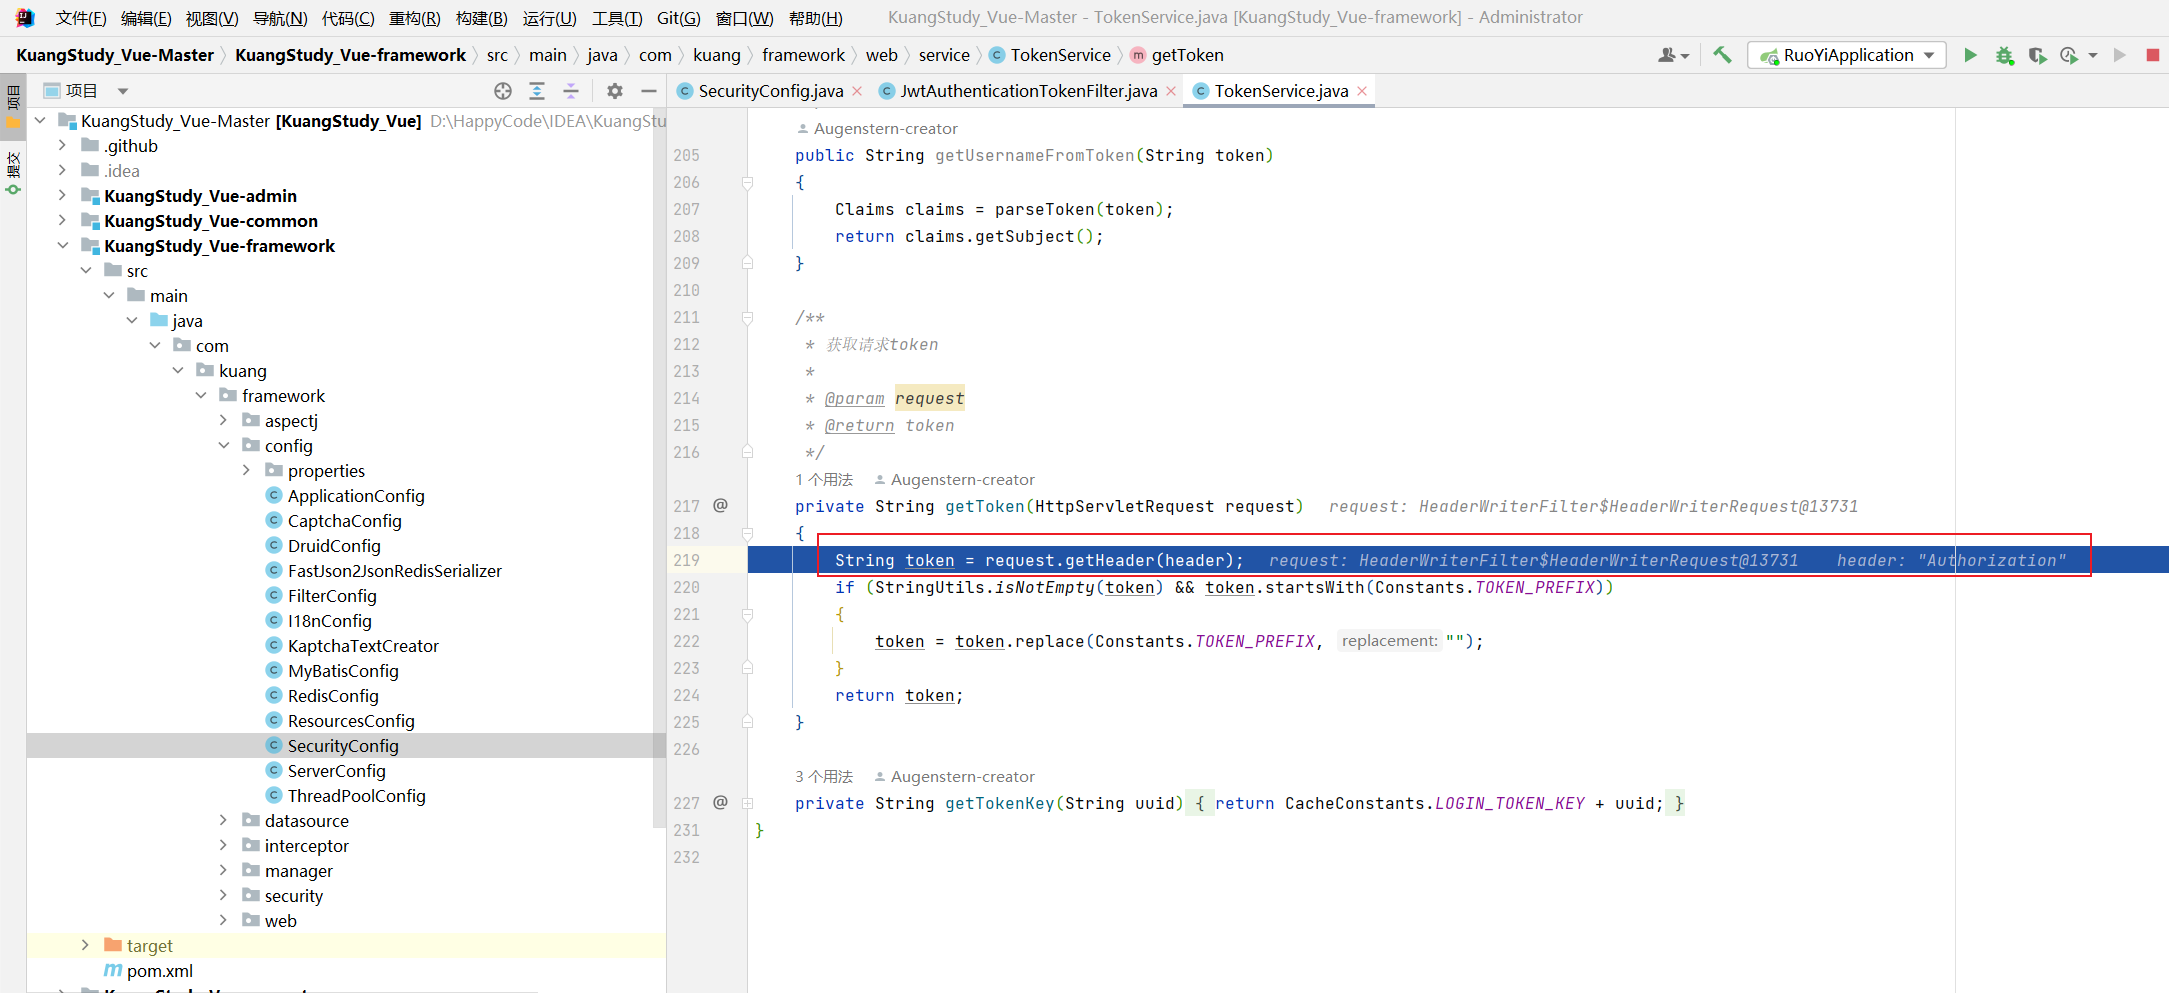 文件(F) 编辑(E) 视图(V) 导航(N) 代码(C) 重构(R) 构建(B) 运行(U) 工具(T) Git(G) 窗口(W) 帮助(H) KuangStudy_Vue-Master - TokenService.java [KuangStudy_Vue-framework] - Administrator
KuangStudy_Vue-Master KuangStudy_Vue-framework src main java com kuang framework web service TokenService getToken RuoYiApplication
项目
提交
项目
KuangStudy_Vue-Master [KuangStudy_Vue] D:\HappyCode\IDEA\KuangStu
.github
.idea
KuangStudy_Vue-admin
KuangStudy_Vue-common
KuangStudy_Vue-framework
src
main
java
com
kuang
framework
aspectj
config
properties
ApplicationConfig
CaptchaConfig
DruidConfig
FastJson2JsonRedisSerializer
FilterConfig
I18nConfig
KaptchaTextCreator
MyBatisConfig
RedisConfig
ResourcesConfig
SecurityConfig
ServerConfig
ThreadPoolConfig
datasource
interceptor
manager
security
web
target
pom.xml
SecurityConfig.java JwtAuthenticationTokenFilter.java TokenService.java
Augenstern-creator
205 public String getUsernameFromToken(String token)
206 {
207 Claims claims = parseToken(token);
208 return claims.getSubject();
209 }
210
211 /**
212 * 获取请求token
213 *
214 * @param request
215 * @return token
216 */
1 个用法 Augenstern-creator
217 @ private String getToken(HttpServletRequest request) request: HeaderWriterFilter$HeaderWriterRequest@13731
218 {
219 String token = request.getHeader(header); request: HeaderWriterFilter$HeaderWriterRequest@13731 header: "Authorization"
220 if (StringUtils.isNotEmpty(token) && token.startsWith(Constants.TOKEN_PREFIX))
221 {
222 token = token.replace(Constants.TOKEN_PREFIX, replacement: "");
223 }
224 return token;
225 }
226
3 个用法 Augenstern-creator
227 @ private String getTokenKey(String uuid) { return CacheConstants.LOGIN_TOKEN_KEY + uuid; }
231 }
232